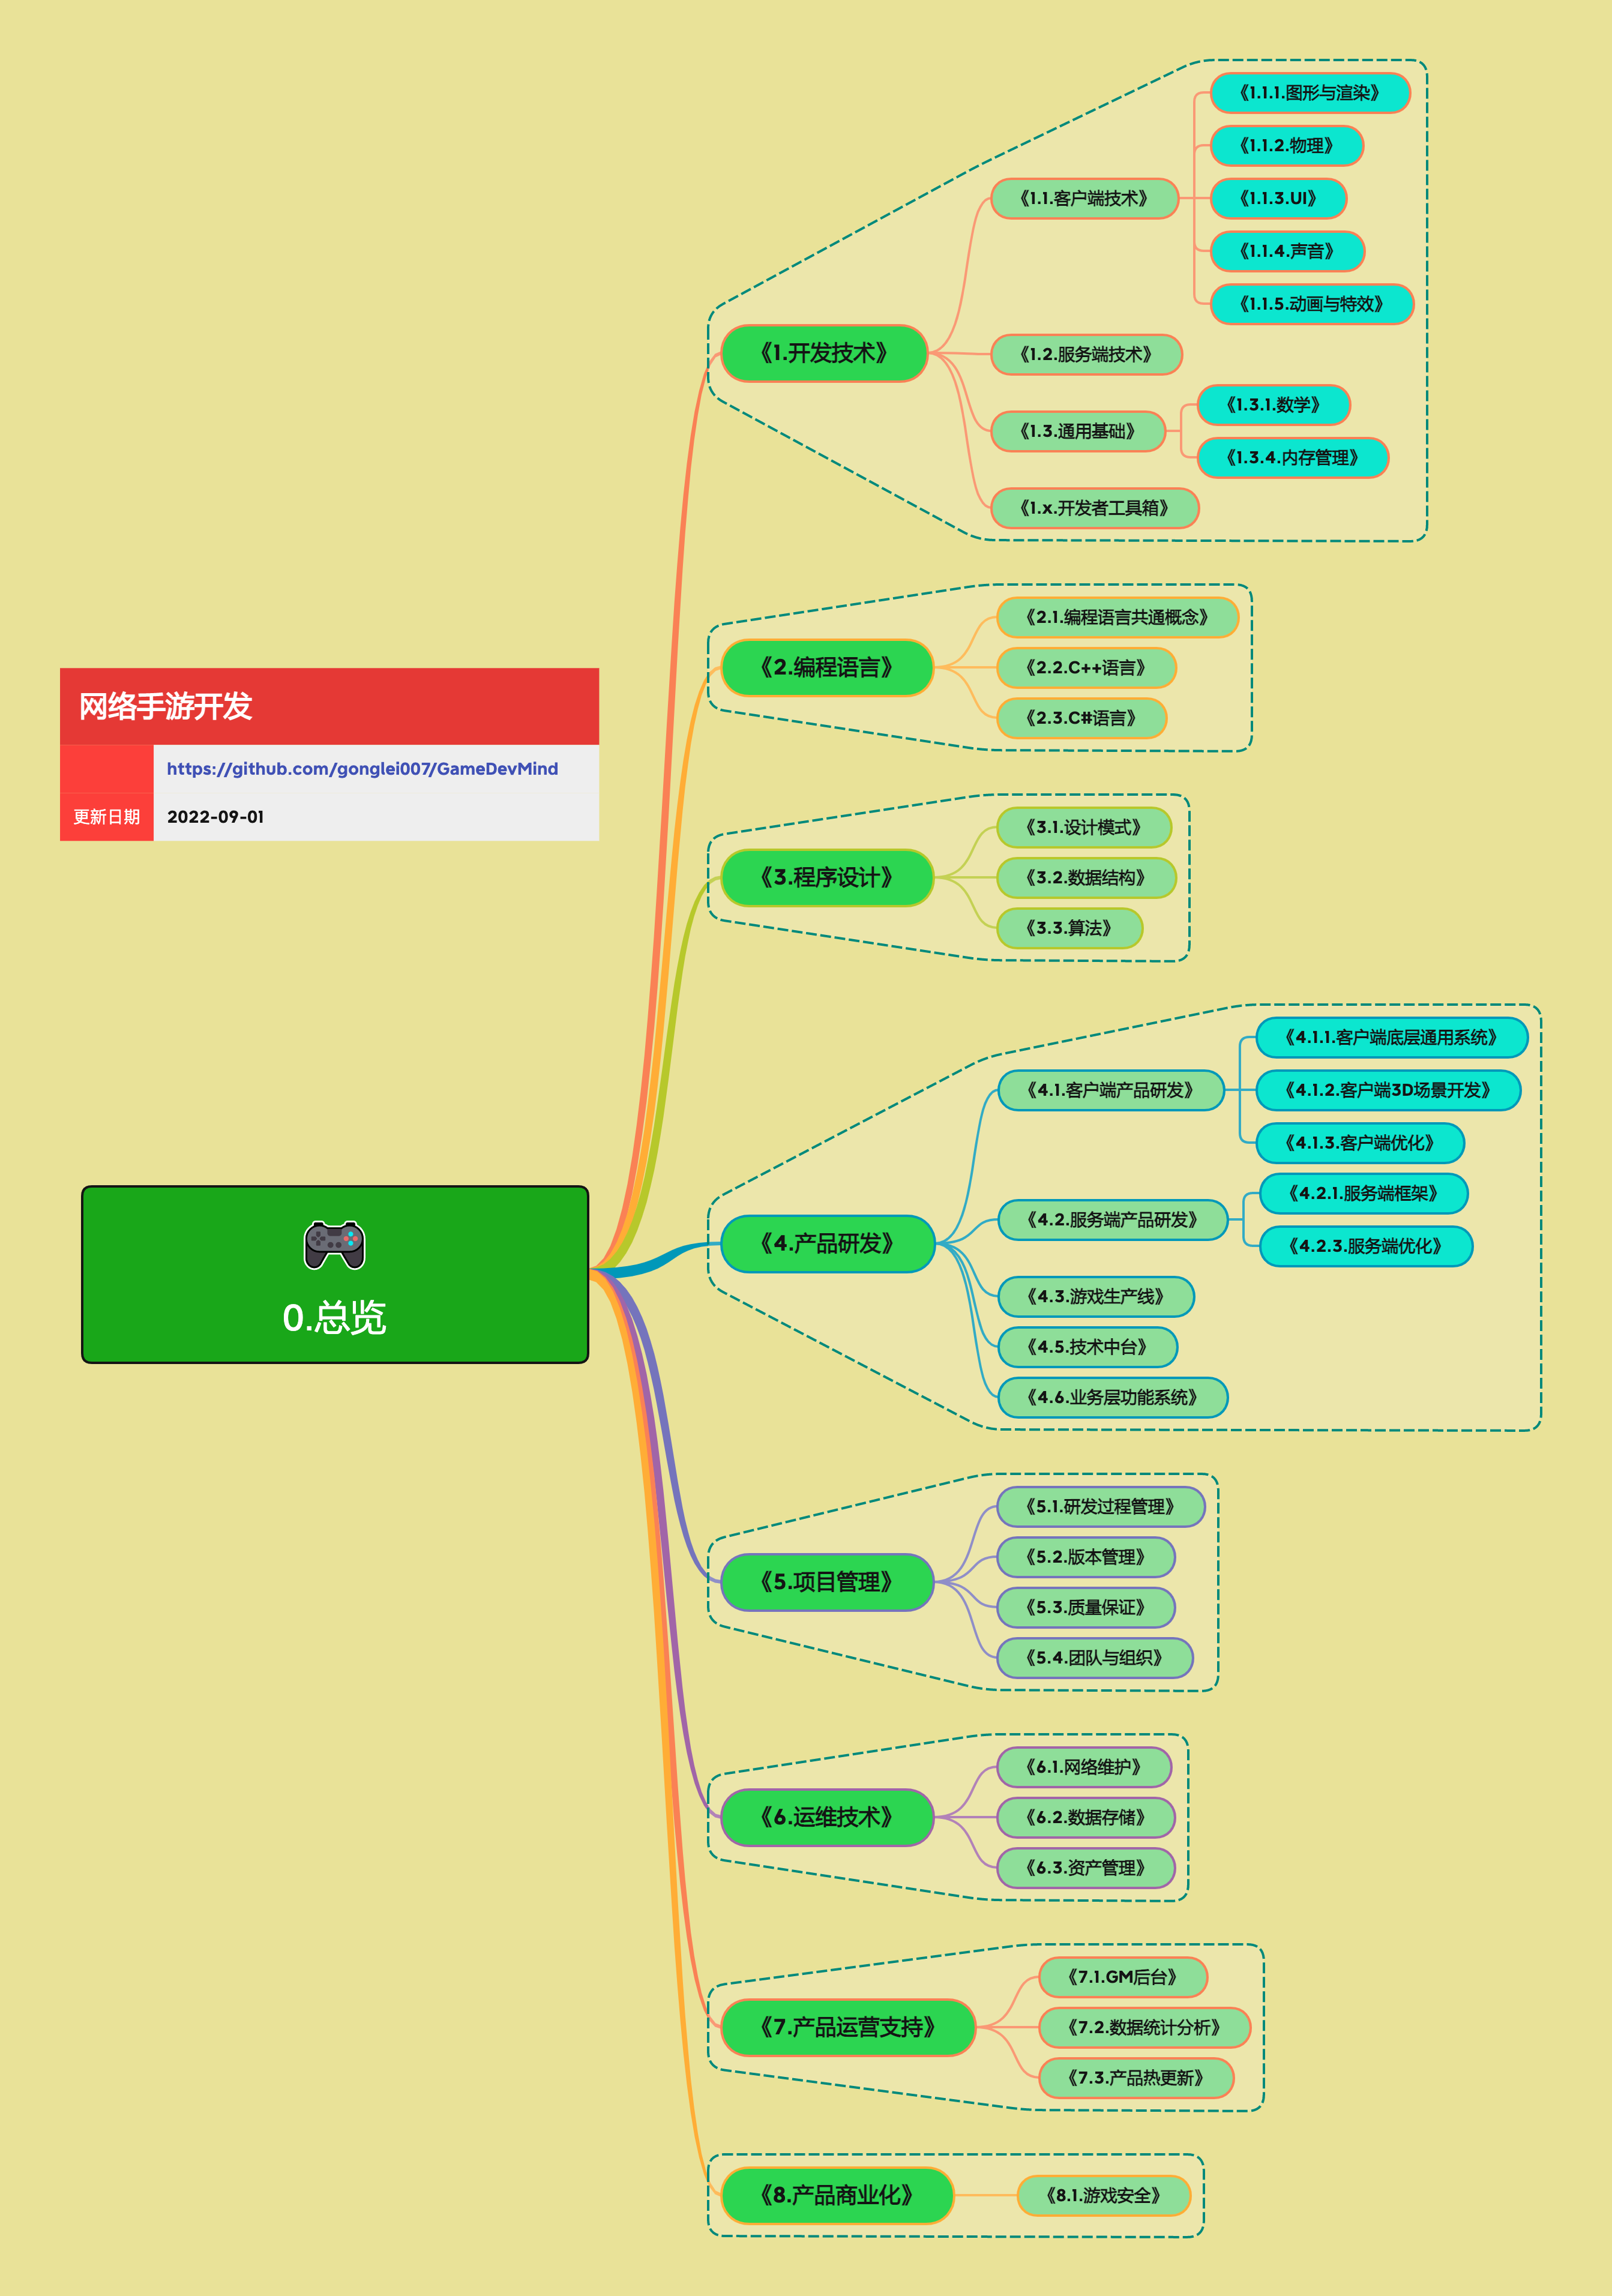 网络手游开发
https://github.com/gonglei007/GameDevMind
更新日期 2022-09-01
0.总览
《1.开发技术》
《1.1.客户端技术》
《1.1.1.图形与渲染》
《1.1.2.物理》
《1.1.3.UI》
《1.1.4.声音》
《1.1.5.动画与特效》
《1.2.服务端技术》
《1.3.通用基础》
《1.3.1.数学》
《1.3.4.内存管理》
《1.x.开发者工具箱》
《2.编程语言》
《2.1.编程语言共通概念》
《2.2.C++语言》
《2.3.C#语言》
《3.程序设计》
《3.1.设计模式》
《3.2.数据结构》
《3.3.算法》
《4.产品研发》
《4.1.客户端产品研发》
《4.1.1.客户端底层通用系统》
《4.1.2.客户端3D场景开发》
《4.1.3.客户端优化》
《4.2.服务端产品研发》
《4.2.1.服务端框架》
《4.2.3.服务端优化》
《4.3.游戏生产线》
《4.5.技术中台》
《4.6.业务层功能系统》
《5.项目管理》
《5.1.研发过程管理》
《5.2.版本管理》
《5.3.质量保证》
《5.4.团队与组织》
《6.运维技术》
《6.1.网络维护》
《6.2.数据存储》
《6.3.资产管理》
《7.产品运营支持》
《7.1.GM后台》
《7.2.数据统计分析》
《7.3.产品热更新》
《8.产品商业化》
《8.1.游戏安全》